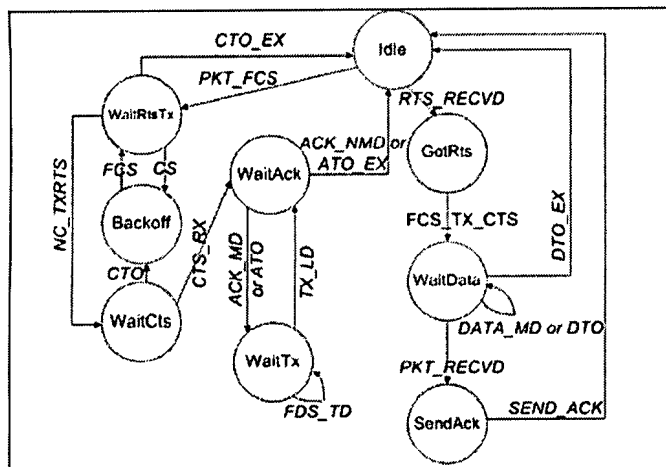 CTO_EX
Idle
PKT_FCS
WaitRtsTx
RTS_RECVD
ACK_NMD or
ATO_EX
GotRts
WaitAck
FCS
CS
NC_TXRTS
Backoff
FCS_TX_CTS
DTO_EX
CTS_RX
ACK_MD
or ATO
TX_LD
CTO
WaitData
WaitCts
DATA_MD or DTO
WaitTx
PKT_RECVD
FDS_TD
SEND_ACK
SendAck